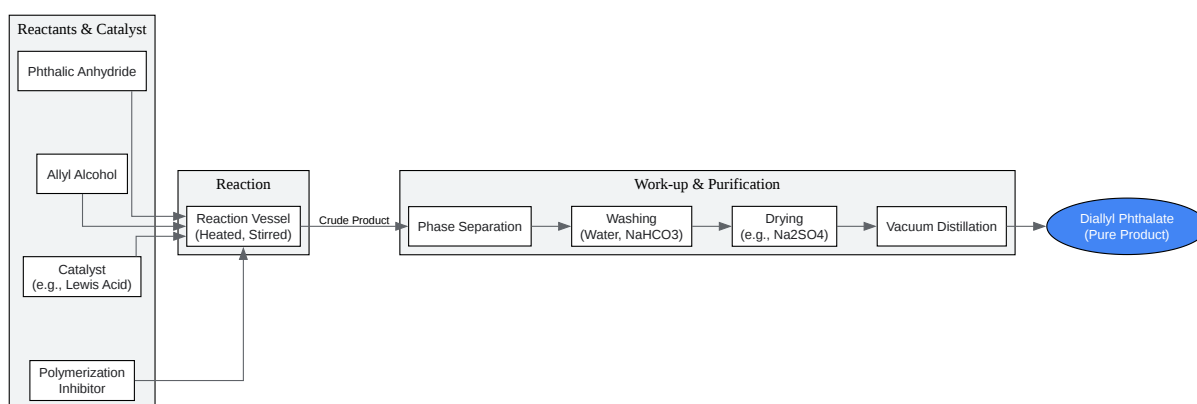 Reactants & Catalyst
Phthalic Anhydride
Allyl Alcohol
Catalyst
(e.g., Lewis Acid)
Polymerization
Inhibitor
Reaction
Reaction Vessel
(Heated, Stirred)
Crude Product
Work-up & Purification
Phase Separation
Washing
(Water, NaHCO3)
Drying
(e.g., Na2SO4)
Vacuum Distillation
Diallyl Phthalate
(Pure Product)